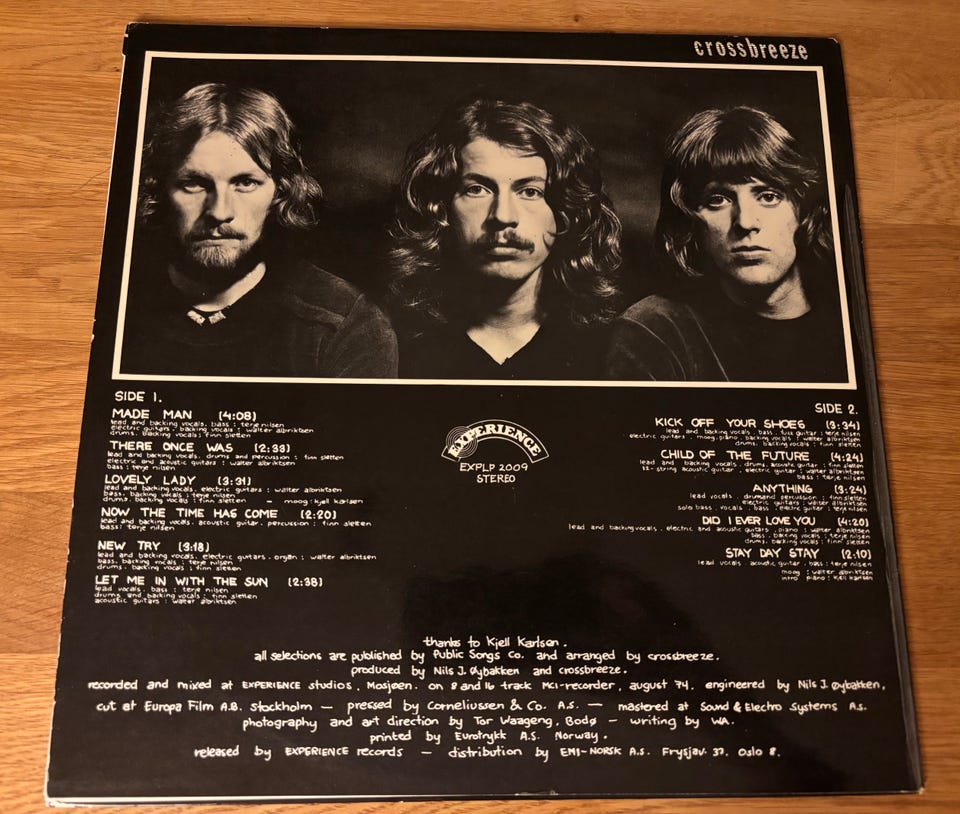 crossbreeze
SIDE 1.
MADE MAN (4:08)
lead and backing vocals, bass : terje nilsen
electric guitars, backing vocals : walter albriktsen
drums, backing vocals : finn sletten
THERE ONCE WAS (2:33)
lead and backing vocals, drums and percussion : finn sletten
electric and acoustic guitars : walter albriktsen
bass : terje nilsen
LOVELY LADY (3:31)
lead and backing vocals, electric guitars : walter albriktsen
bass, backing vocals : terje nilsen
drums, backing vocals : finn sletten - moog : kjell karlsen
NOW THE TIME HAS COME (2:20)
lead and backing vocals, acoustic guitar, percussion : finn sletten
bass : terje nilsen
NEW TRY (3:18)
lead and backing vocals, electric guitars, organ : walter albriktsen
bass, backing vocals : terje nilsen
drums, backing vocals : finn sletten
LET ME IN WITH THE SUN (2:38)
lead vocals, bass : terje nilsen
drums, and backing vocals : finn sletten
acoustic guitars : walter albriktsen
EXPERIENCE
EXPLP 2009
STEREO
SIDE 2.
KICK OFF YOUR SHOES (3:34)
lead and backing vocals, bass, fuzz guitar : terje nilsen
electric guitars, moog, piano, backing vocals : walter albriktsen
drums, backing vocals : finn sletten
CHILD OF THE FUTURE (4:24)
lead and backing vocals, drums, acoustic guitar : finn sletten
12-string acoustic guitar, electric guitar : walter albriktsen
bass : terje nilsen
ANYTHING (3:24)
lead vocals, drums and percussion : finn sletten
electric guitars : walter albriktsen
solo bass, vocals, bass, electric guitar : terje nilsen
DID I EVER LOVE YOU (4:20)
lead and backing vocals, electric and acoustic guitars, piano : walter albriktsen
bass, backing vocals : terje nilsen
drums, backing vocals : finn sletten
STAY DAY STAY (2:10)
lead vocals, acoustic guitar, bass : terje nilsen
moog : walter albriktsen
intro piano : kjell karlsen
thanks to Kjell Karlsen.
all selections are published by Public Songs Co. and arranged by crossbreeze.
produced by Nils J. Øybakken and crossbreeze.
recorded and mixed at EXPERIENCE studios, Mosjøen. on 8 and 16 track MCI-recorder, august 74. engineered by Nils J. Øybakken,
cut at Europa Film A.B. Stockholm — pressed by Corneliussen & Co. A.S. — mastered at Sound & Electro Systems A.S.
photography and art direction by Tor Waageng, Bodø - writing by WA.
printed by Eurotrykk A.S. Norway.
released by EXPERIENCE records — distribution by EMI-NORSK A.S. Frysjav. 37. Oslo 8.